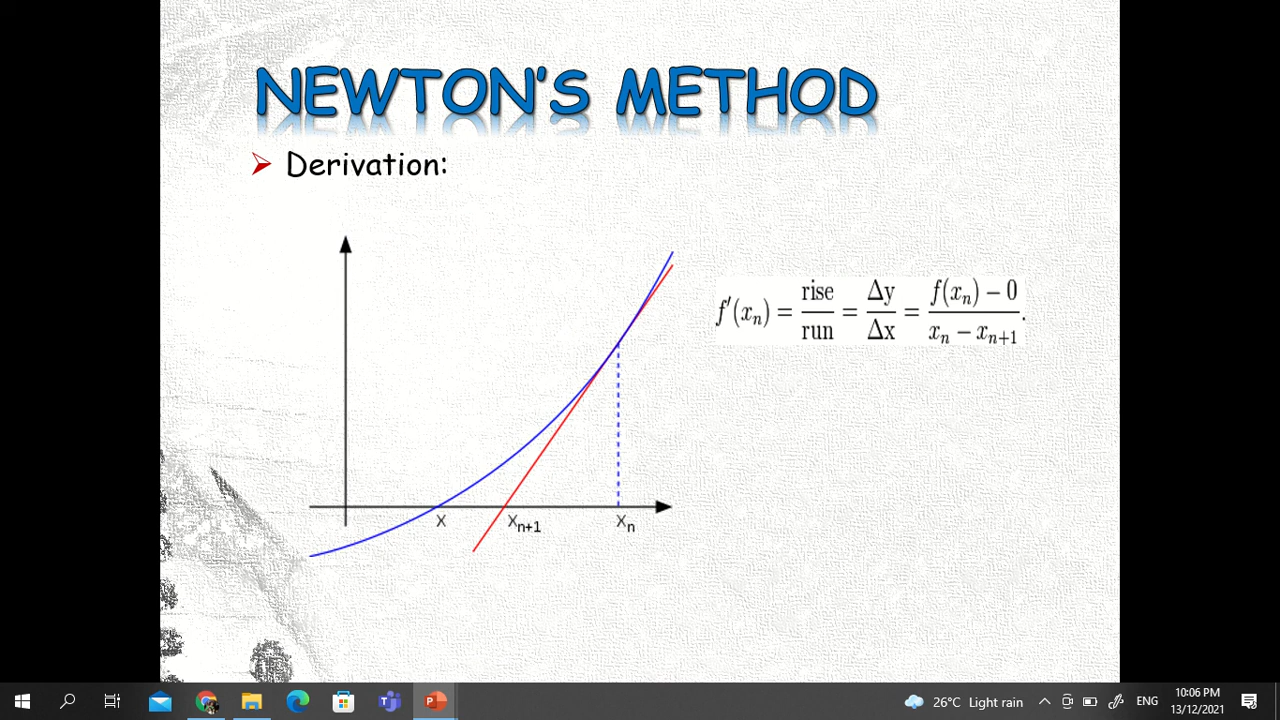 NEWTON'S METHOD
➢ Derivation:
f′(xₙ) = rise/run = Δy/Δx = (f(xₙ) − 0)/(xₙ − xₙ₊₁).
X Xₙ₊₁ Xₙ
26°C Light rain ENG 10:06 PM
13/12/2021